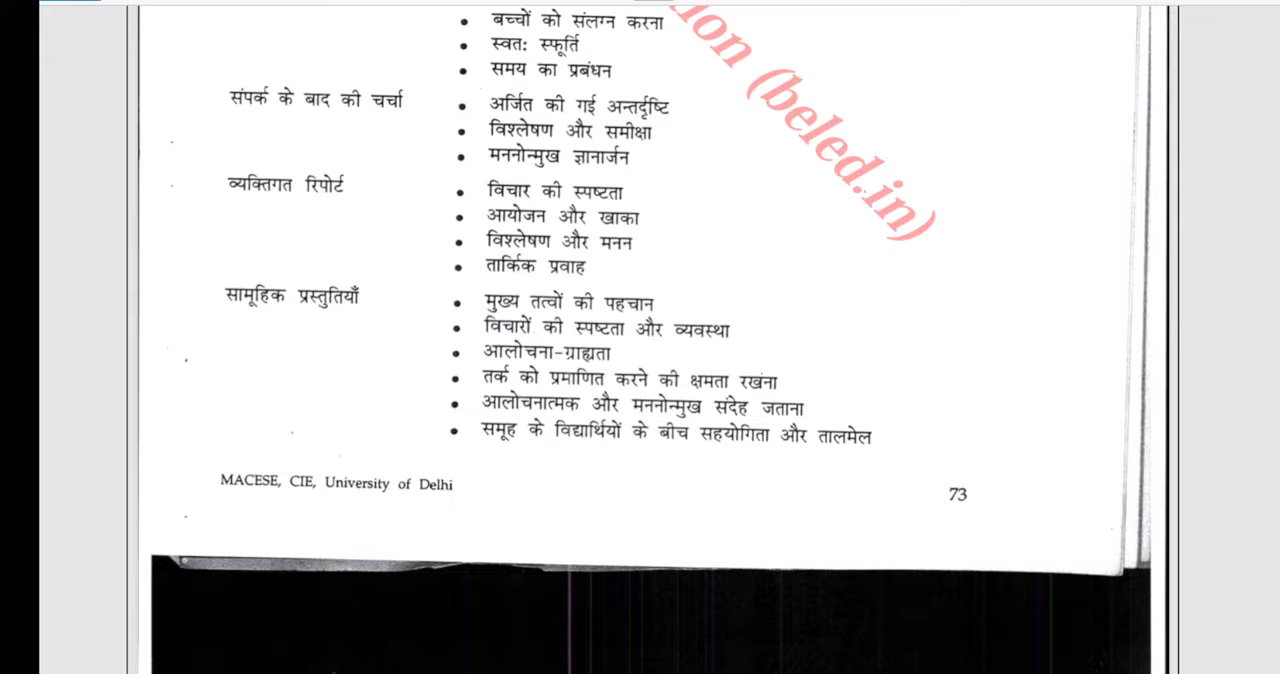 बच्चों को संलग्न करना
स्वतः स्फूर्ति
समय का प्रबंधन
संपर्क के बाद की चर्चा • अर्जित की गई अन्तर्दृष्टि
• विश्लेषण और समीक्षा
• मननोन्मुख ज्ञानार्जन
व्यक्तिगत रिपोर्ट • विचार की स्पष्टता
• आयोजन और खाका
• विश्लेषण और मनन
• तार्किक प्रवाह
सामूहिक प्रस्तुतियाँ • मुख्य तत्वों की पहचान
• विचारों की स्पष्टता और व्यवस्था
• आलोचना-ग्राह्यता
• तर्क को प्रमाणित करने की क्षमता रखना
• आलोचनात्मक और मननोन्मुख संदेह जताना
• समूह के विद्यार्थियों के बीच सहयोगिता और तालमेल
MACESE, CIE, University of Delhi 73
(beled.in)